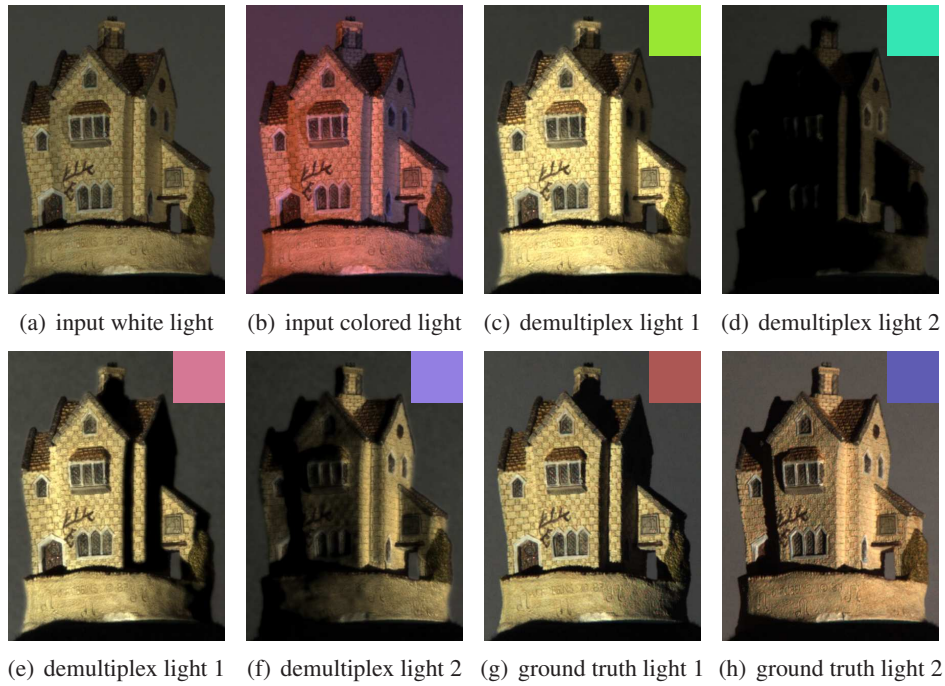 (a) input white light
(b) input colored light
(c) demultiplex light 1
(d) demultiplex light 2
(e) demultiplex light 1
(f) demultiplex light 2
(g) ground truth light 1
(h) ground truth light 2